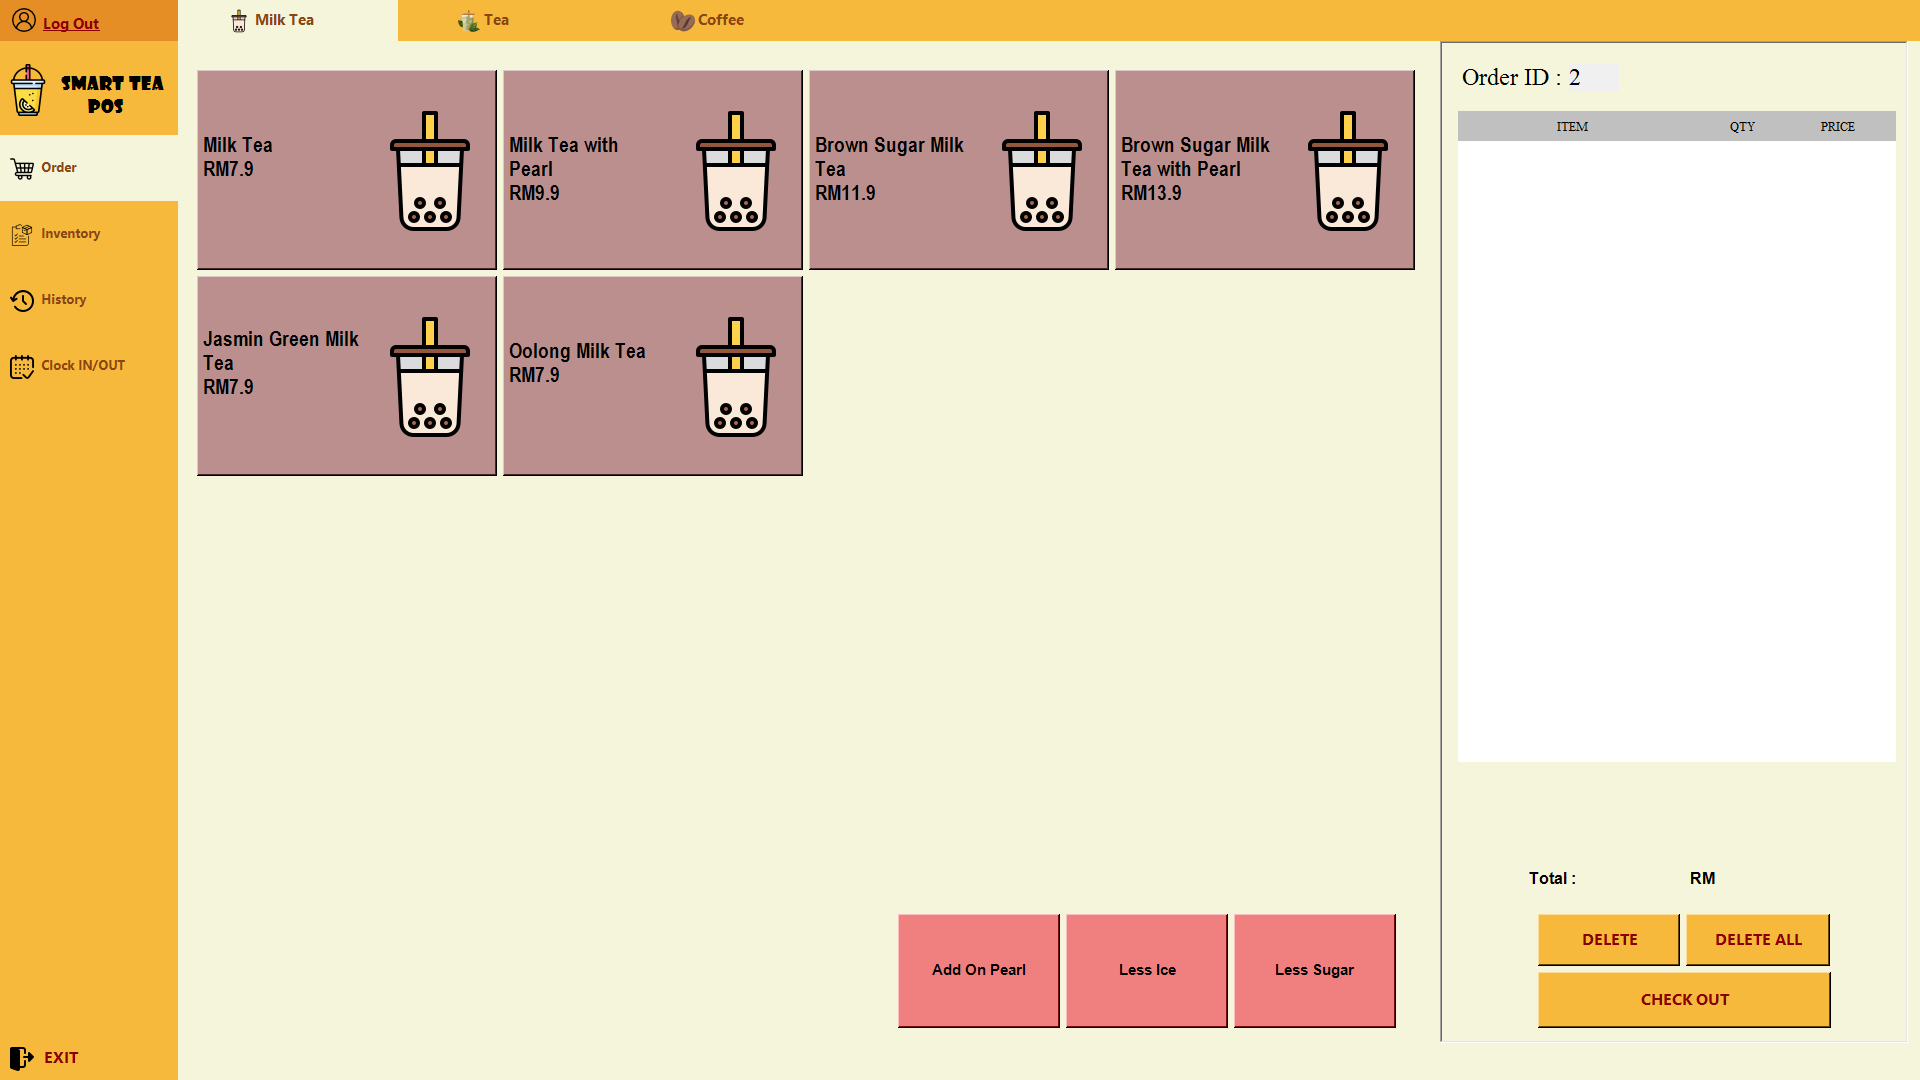 Log Out
Milk Tea
Tea
Coffee
SMART TEA
POS
Order
Inventory
History
Clock IN/OUT
EXIT
Milk Tea
RM7.9
Milk Tea with
Pearl
RM9.9
Brown Sugar Milk
Tea
RM11.9
Brown Sugar Milk
Tea with Pearl
RM13.9
Jasmin Green Milk
Tea
RM7.9
Oolong Milk Tea
RM7.9
Add On Pearl
Less Ice
Less Sugar
Order ID : 2
ITEM QTY PRICE
Total : RM
DELETE
DELETE ALL
CHECK OUT